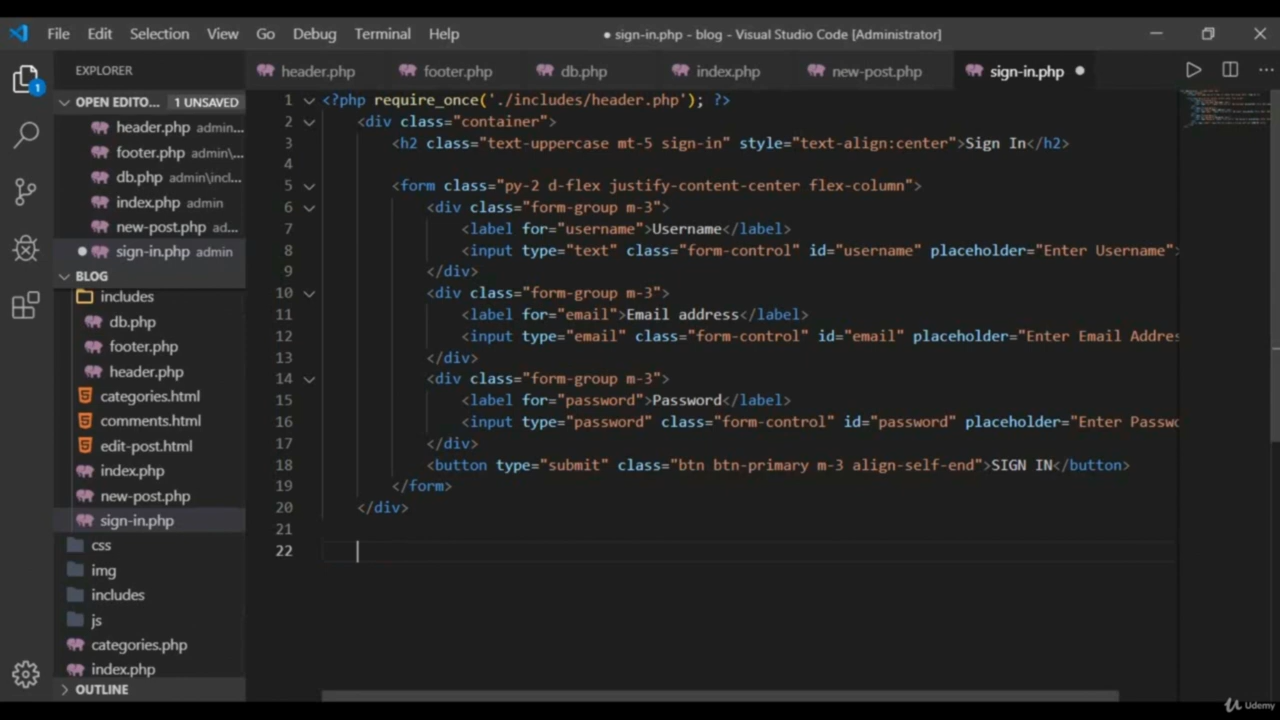 File Edit Selection View Go Debug Terminal Help
● sign-in.php - blog - Visual Studio Code [Administrator]
EXPLORER
header.php footer.php db.php index.php new-post.php sign-in.php ●
1
OPEN EDITO... 1 UNSAVED
header.php admin...
footer.php admin\...
db.php admin\incl...
index.php admin
new-post.php ad...
● sign-in.php admin
BLOG
includes
db.php
footer.php
header.php
categories.html
comments.html
edit-post.html
index.php
new-post.php
sign-in.php
css
img
includes
js
categories.php
index.php
OUTLINE
1 <?php require_once('./includes/header.php'); ?>
2 <div class="container">
3 <h2 class="text-uppercase mt-5 sign-in" style="text-align:center">Sign In</h2>
4
5 <form class="py-2 d-flex justify-content-center flex-column">
6 <div class="form-group m-3">
7 <label for="username">Username</label>
8 <input type="text" class="form-control" id="username" placeholder="Enter Username">
9 </div>
10 <div class="form-group m-3">
11 <label for="email">Email address</label>
12 <input type="email" class="form-control" id="email" placeholder="Enter Email Addres
13 </div>
14 <div class="form-group m-3">
15 <label for="password">Password</label>
16 <input type="password" class="form-control" id="password" placeholder="Enter Passwo
17 </div>
18 <button type="submit" class="btn btn-primary m-3 align-self-end">SIGN IN</button>
19 </form>
20 </div>
21
22
Udemy